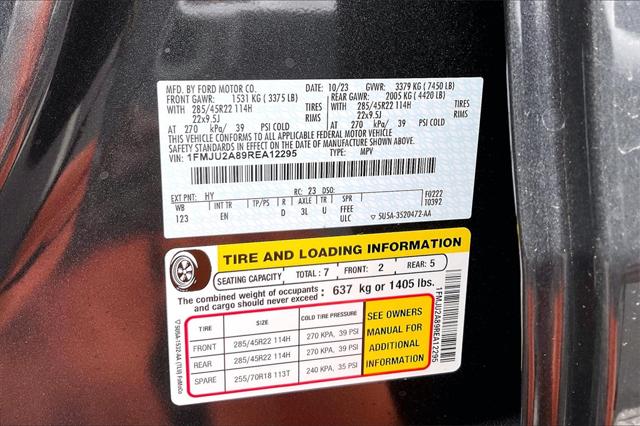 MFD. BY FORD MOTOR CO. DATE: 10/23 GVWR: 3379 KG ( 7450 LB)
FRONT GAWR: 1531 KG ( 3375 LB) REAR GAWR: 2005 KG ( 4420 LB)
WITH 285/45R22 114H TIRES WITH 285/45R22 114H TIRES
22x9.5J RIMS 22x9.5J RIMS
AT 270 kPa/ 39 PSI COLD AT 270 kPa/ 39 PSI COLD
THIS VEHICLE CONFORMS TO ALL APPLICABLE FEDERAL MOTOR VEHICLE
SAFETY STANDARDS IN EFFECT ON THE DATE OF MANUFACTURE SHOWN ABOVE.
VIN: 1FMJU2A89REA12295 TYPE: MPV
EXT PNT: HY RC: 23 DSO:
WB INT TR TP/PS R AXLE TR SPR F0222
123 EN D 3L U FFEE 10392
ULC 5U5A-3520472-AA
TIRE AND LOADING INFORMATION
SEATING CAPACITY TOTAL : 7 FRONT: 2 REAR: 5
The combined weight of occupants and cargo should never exceed : 637 kg or 1405 lbs.
TIRE SIZE COLD TIRE PRESSURE
FRONT 285/45R22 114H 270 KPA, 39 PSI
REAR 285/45R22 114H 270 KPA, 39 PSI
SPARE 255/70R18 113T 240 KPA, 35 PSI
SEE OWNERS
MANUAL FOR
ADDITIONAL
INFORMATION
1FMJU2A89REA12295